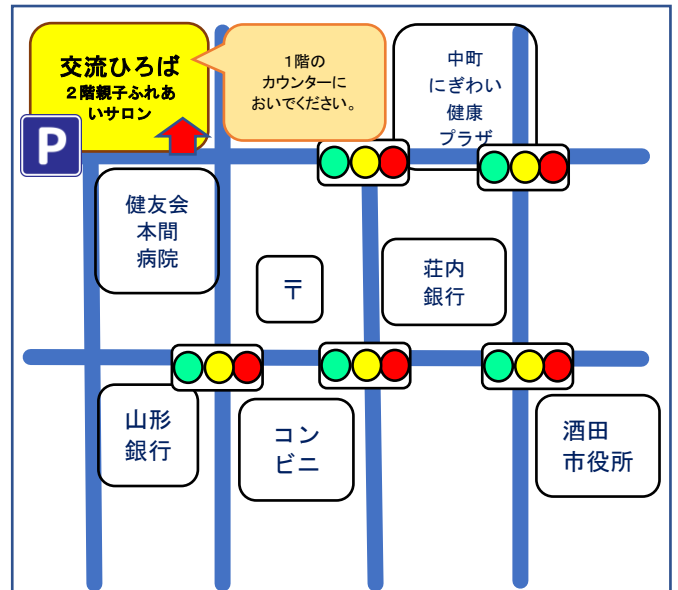 交流ひろば
２階親子ふれあ
いサロン
１階の
カウンターに
おいでください。
中町
にぎわい
健康
プラザ
P
健友会
本間
病院
〒
荘内
銀行
山形
銀行
コン
ビニ
酒田
市役所